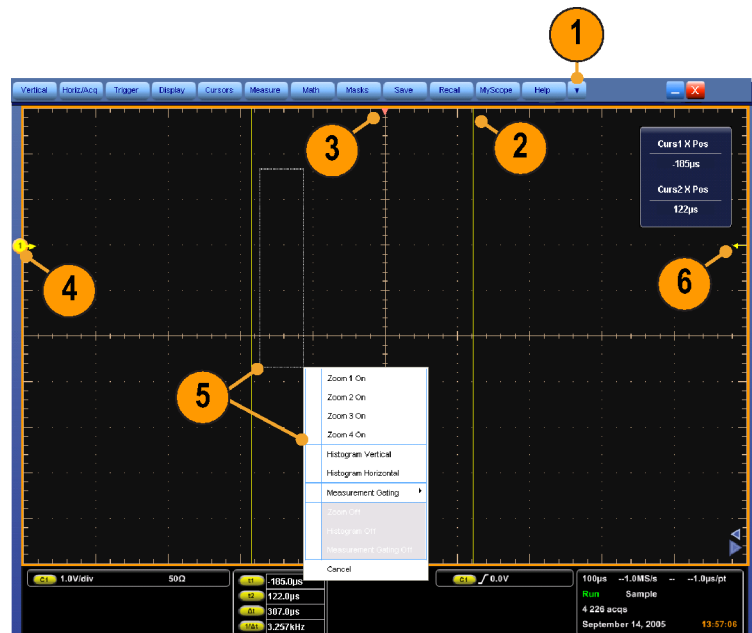 1
Vertical Horiz/Acq Trigger Display Cursors Measure Math Masks Save Recall MyScope Help
X
3
2
Curs1 X Pos
-185µs
Curs2 X Pos
122µs
1
4
6
5
Zoom 1 On
Zoom 2 On
Zoom 3 On
Zoom 4 On
Histogram Vertical
Histogram Horizontal
Measurement Gating
Zoom Off
Histogram Off
Measurement Gating Off
Cancel
C1 1.0V/div 50Ω
t1 -185.0µs
t2 122.0µs
Δt 307.0µs
1/Δt 3.257kHz
C1 0.0V
100µs --1.0MS/s -- --1.0µs/pt
Run Sample
4 226 acqs
September 14, 2005 13:57:06